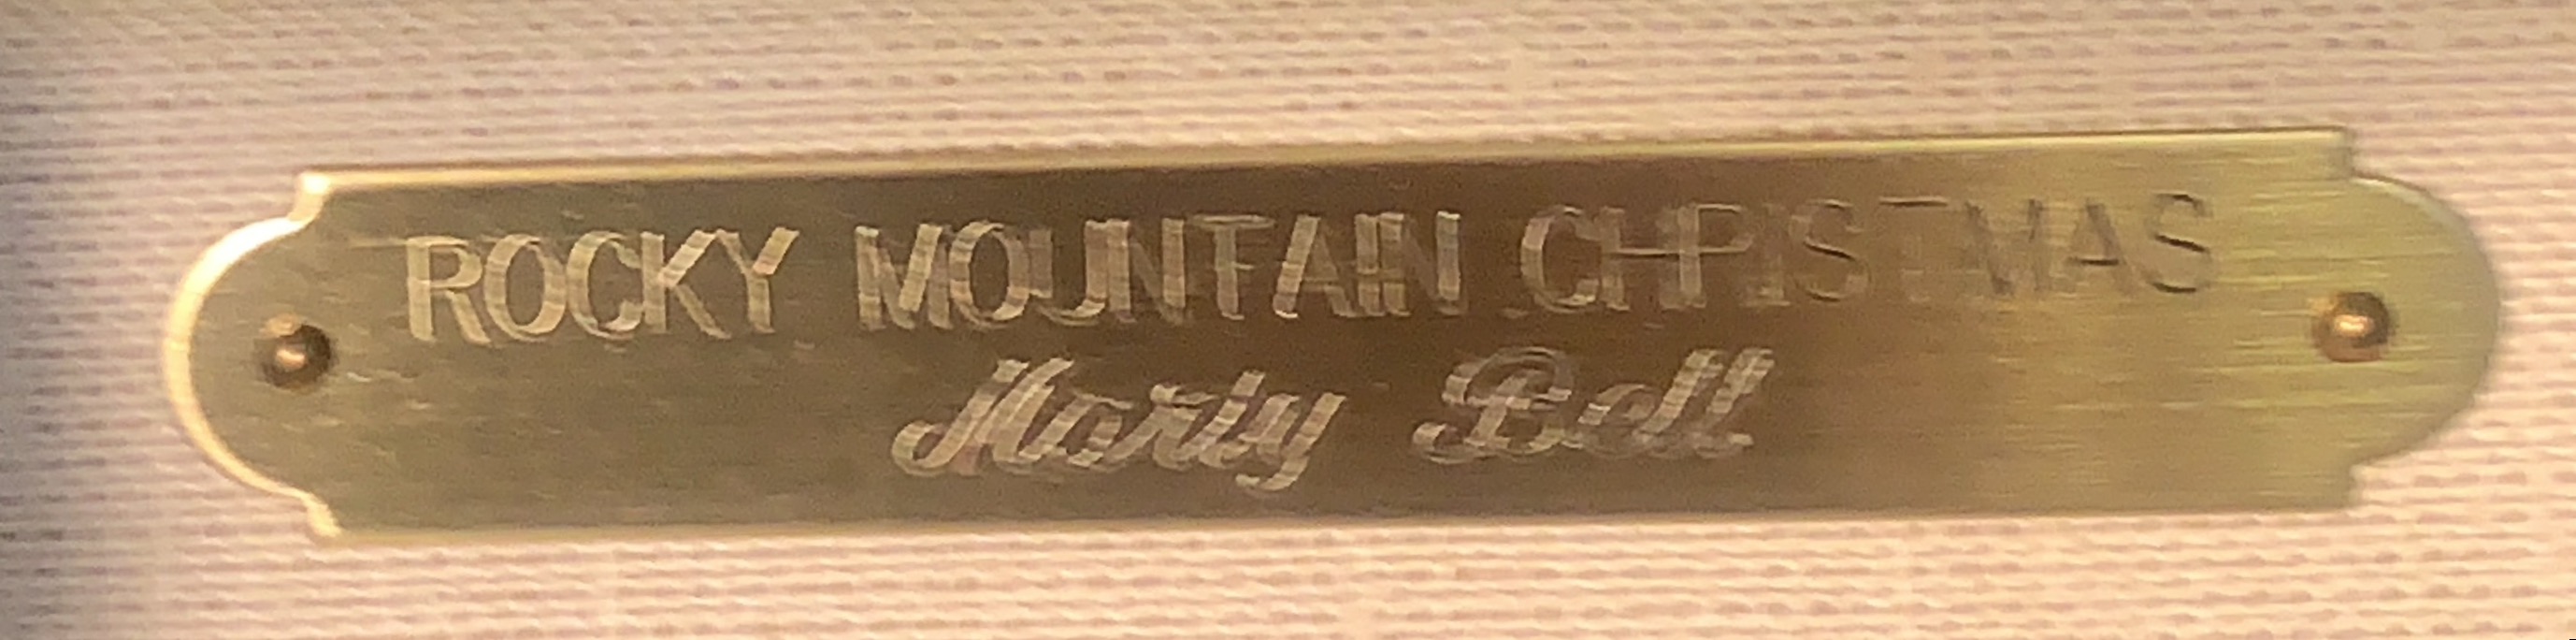 ROCKY MOUNTAIN CHRISTMAS
Marty Bell